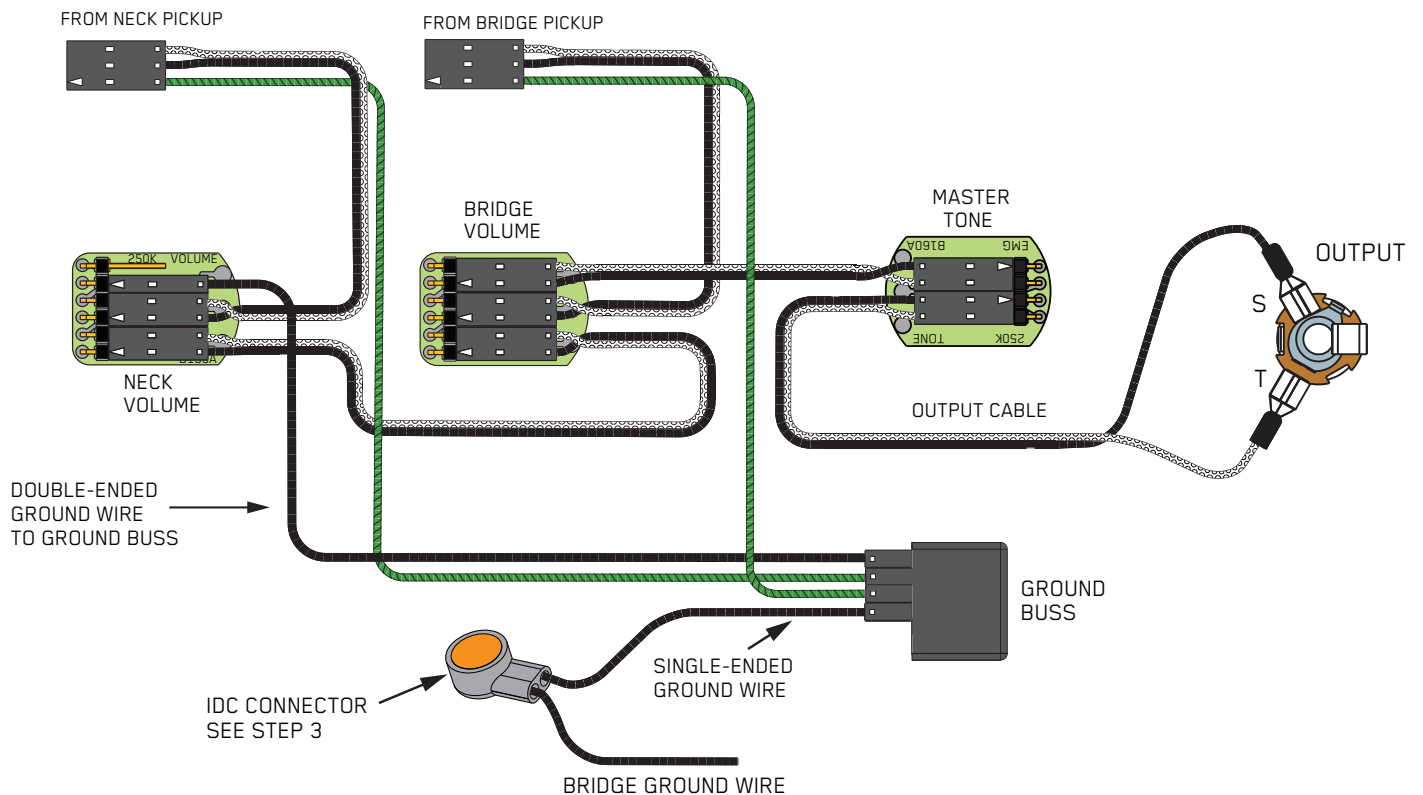 FROM NECK PICKUP
FROM BRIDGE PICKUP
250K VOLUME
B160A
NECK
VOLUME
BRIDGE
VOLUME
MASTER
TONE
B160A
EMG
TONE
250K
OUTPUT
S
T
OUTPUT CABLE
DOUBLE-ENDED
GROUND WIRE
TO GROUND BUSS
GROUND
BUSS
SINGLE-ENDED
GROUND WIRE
IDC CONNECTOR
SEE STEP 3
BRIDGE GROUND WIRE